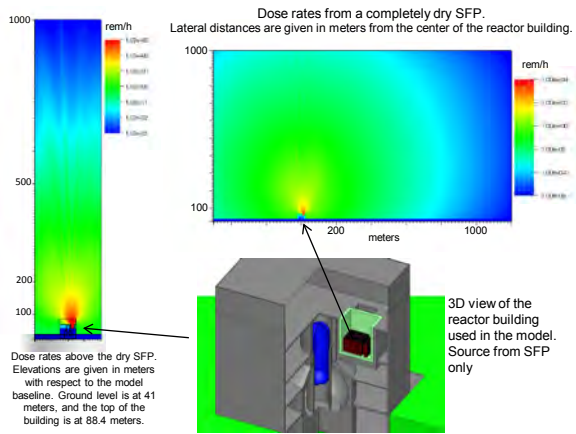 Dose rates from a completely dry SFP.
Lateral distances are given in meters from the center of the reactor building.
1000
rem/h
500
200
100
1000
rem/h
100
200
1000
meters
Dose rates above the dry SFP.
Elevations are given in meters
with respect to the model
baseline. Ground level is at 41
meters, and the top of the
building is at 88.4 meters.
3D view of the
reactor building
used in the model.
Source from SFP
only